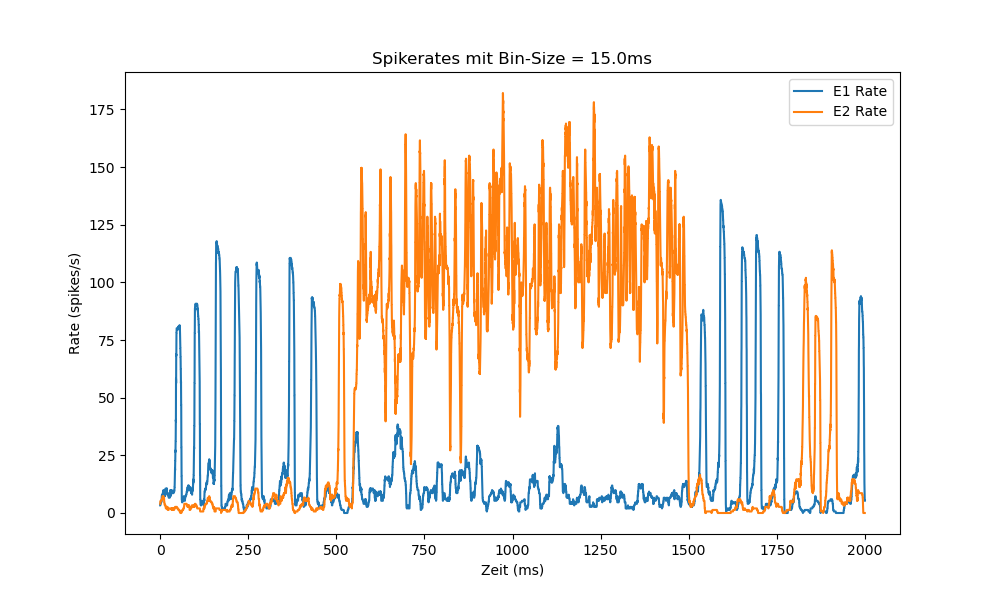 Spikerates mit Bin-Size = 15.0ms
E1 Rate
E2 Rate
Rate (spikes/s)
175
150
125
100
75
50
25
0
0 250 500 750 1000 1250 1500 1750 2000
Zeit (ms)